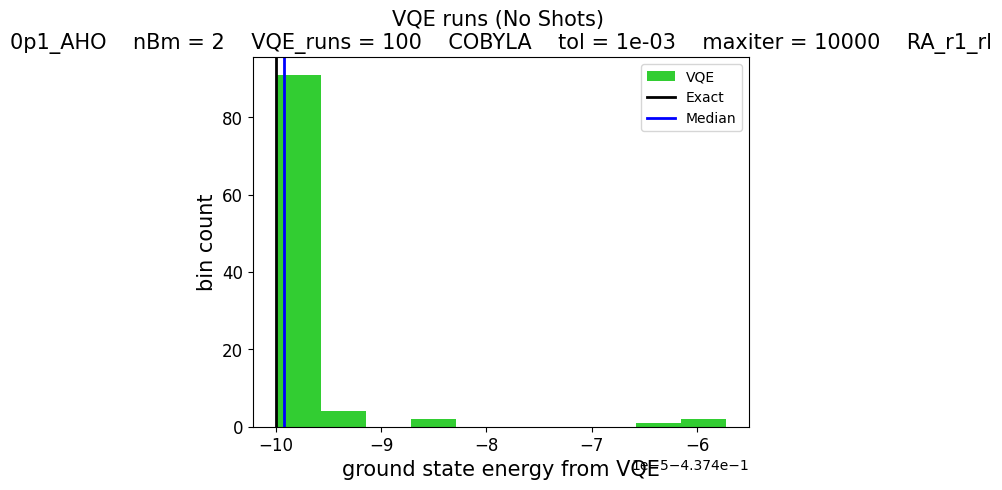 VQE runs (No Shots)
0p1_AHO nBm = 2 VQE_runs = 100 COBYLA tol = 1e-03 maxiter = 10000
VQE
Exact
Median
80
60
40
20
0
bin count
−10 −9 −8 −7 −6
1e−5−4.374e−1
ground state energy from VQE